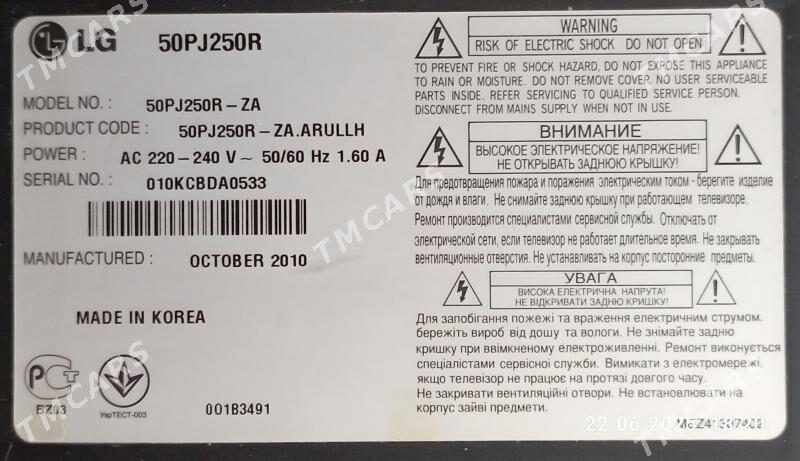 LG 50PJ250R
MODEL NO. : 50PJ250R-ZA
PRODUCT CODE : 50PJ250R-ZA.ARULLH
POWER : AC 220-240 V~ 50/60 Hz 1.60 A
SERIAL NO. : 010KCBDA0533
MANUFACTURED : OCTOBER 2010
MADE IN KOREA
PCT
BZ03
УкрТЕСТ-003
001B3491
WARNING
RISK OF ELECTRIC SHOCK DO NOT OPEN
TO PREVENT FIRE OR SHOCK HAZARD, DO NOT EXPOSE THIS APPLIANCE
TO RAIN OR MOISTURE. DO NOT REMOVE COVER. NO USER SERVICEABLE
PARTS INSIDE. REFER SERVICING TO QUALIFIED SERVICE PERSON.
DISCONNECT FROM MAINS SUPPLY WHEN NOT IN USE.
ВНИМАНИЕ
ВЫСОКОЕ ЭЛЕКТРИЧЕСКОЕ НАПРЯЖЕНИЕ!
НЕ ОТКРЫВАТЬ ЗАДНЮЮ КРЫШКУ!
Для предотвращения пожара и поражения электрическим током - берегите изделие
от дождя и влаги. Не снимайте заднюю крышку при работающем телевизоре.
Ремонт производится специалистами сервисной службы. Отключать от
электрической сети, если телевизор не работает длительное время. Не закрывать
вентиляционные отверстия. Не устанавливать на корпус посторонние предметы.
УВАГА
ВИСОКА ЕЛЕКТРИЧНА НАПРУГА!
НЕ ВІДКРИВАТИ ЗАДНЮ КРИШКУ!
Для запобігання пожежі та враження електричним струмом.
бережіть вироб від дошу та вологи. Не знімайте задню
кришку при ввімкненому електроживленні. Ремонт виконується
спеціалістами сервісної служби. Вимикати з електромережі,
якщо телевізор не працює на протязі довгого часу.
Не закривати вентиляційні отвори. Не встановлювати на
корпус зайві предмети.
TMCARS
TMCARS
TMCARS
TMCARS
TMCARS
TMCARS